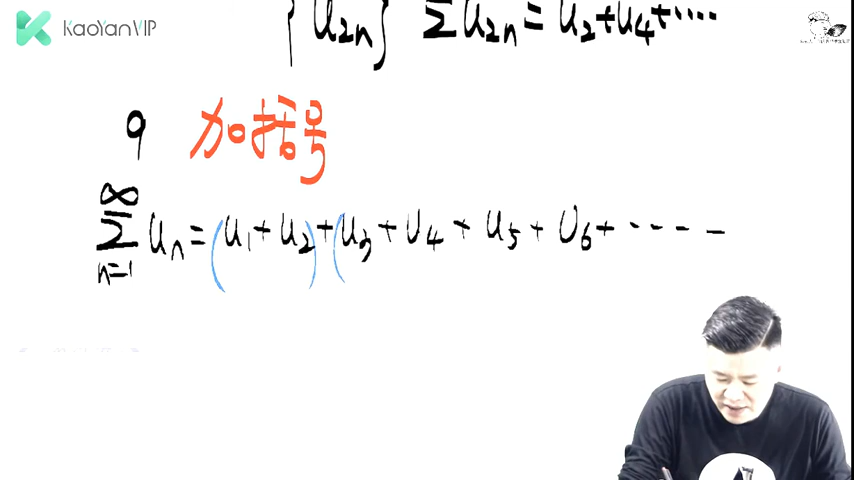 KaoYanVIP
{U₂ₙ} ΣU₂ₙ = U₂+U₄+····
9 加括号
∞
Σ Uₙ = (U₁+U₂)+(U₃+U₄+U₅+U₆+·····
n=1